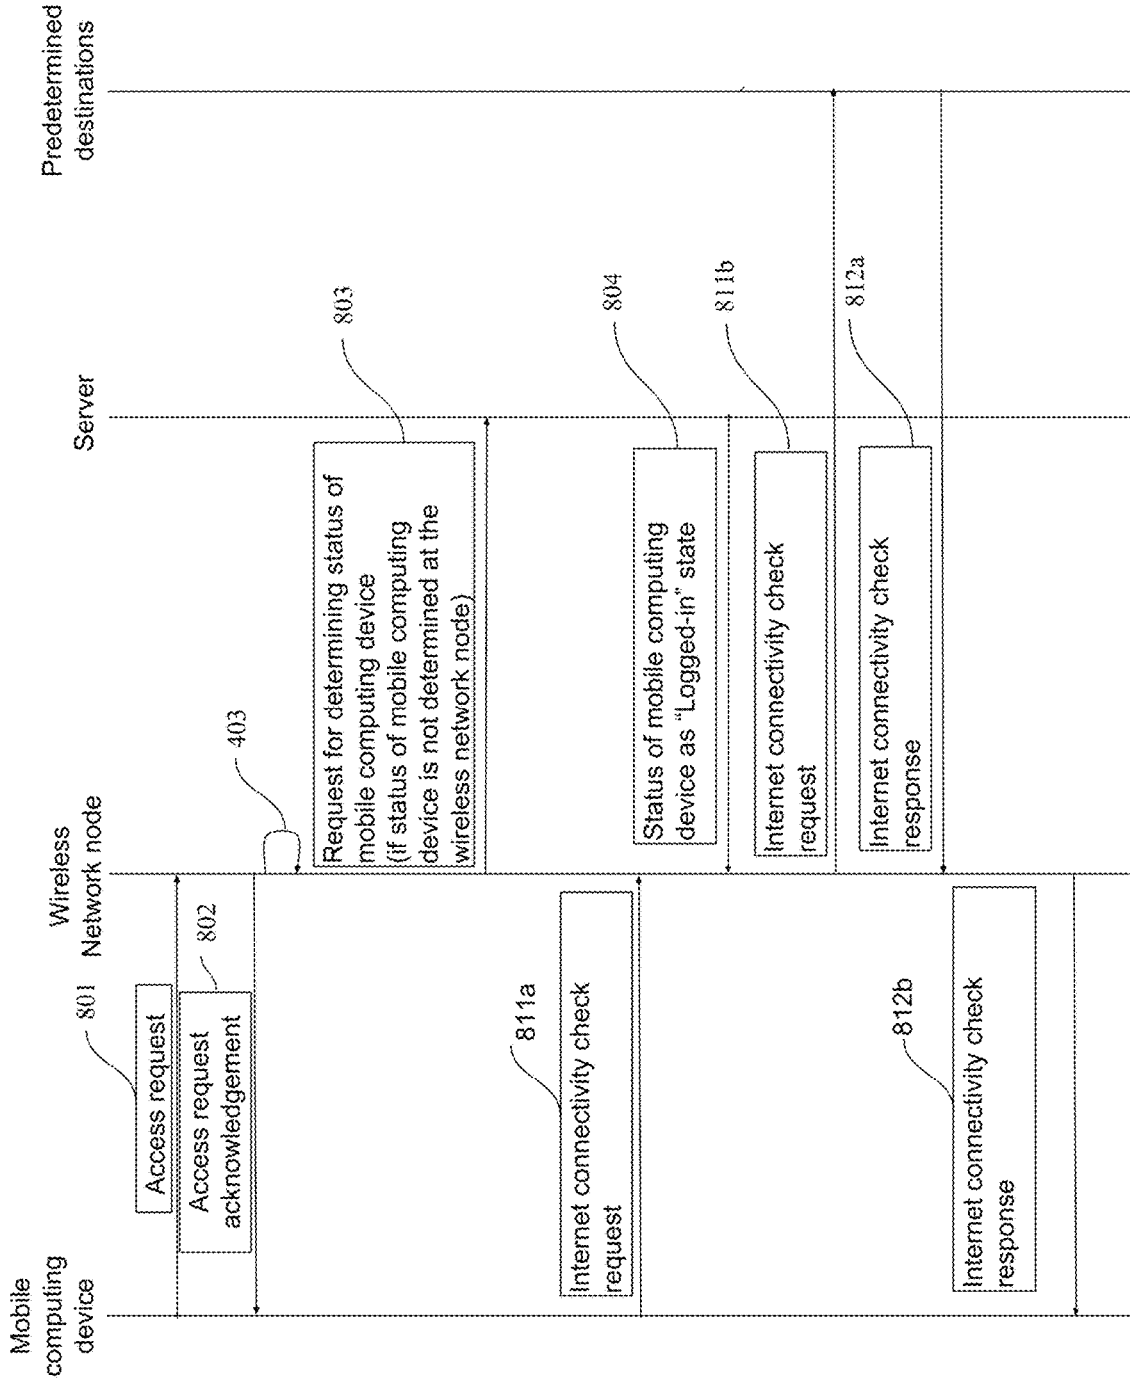 Mobile
computing
device
Wireless
Network node
Server
Predetermined
destinations
801
Access request
802
Access request
acknowledgement
403
803
Request for determining status of
mobile computing device
(if status of mobile computing
device is not determined at the
wireless network node)
811a
Internet connectivity check
request
804
Status of mobile computing
device as “Logged-in” state
811b
Internet connectivity check
request
812a
Internet connectivity check
response
812b
Internet connectivity check
response